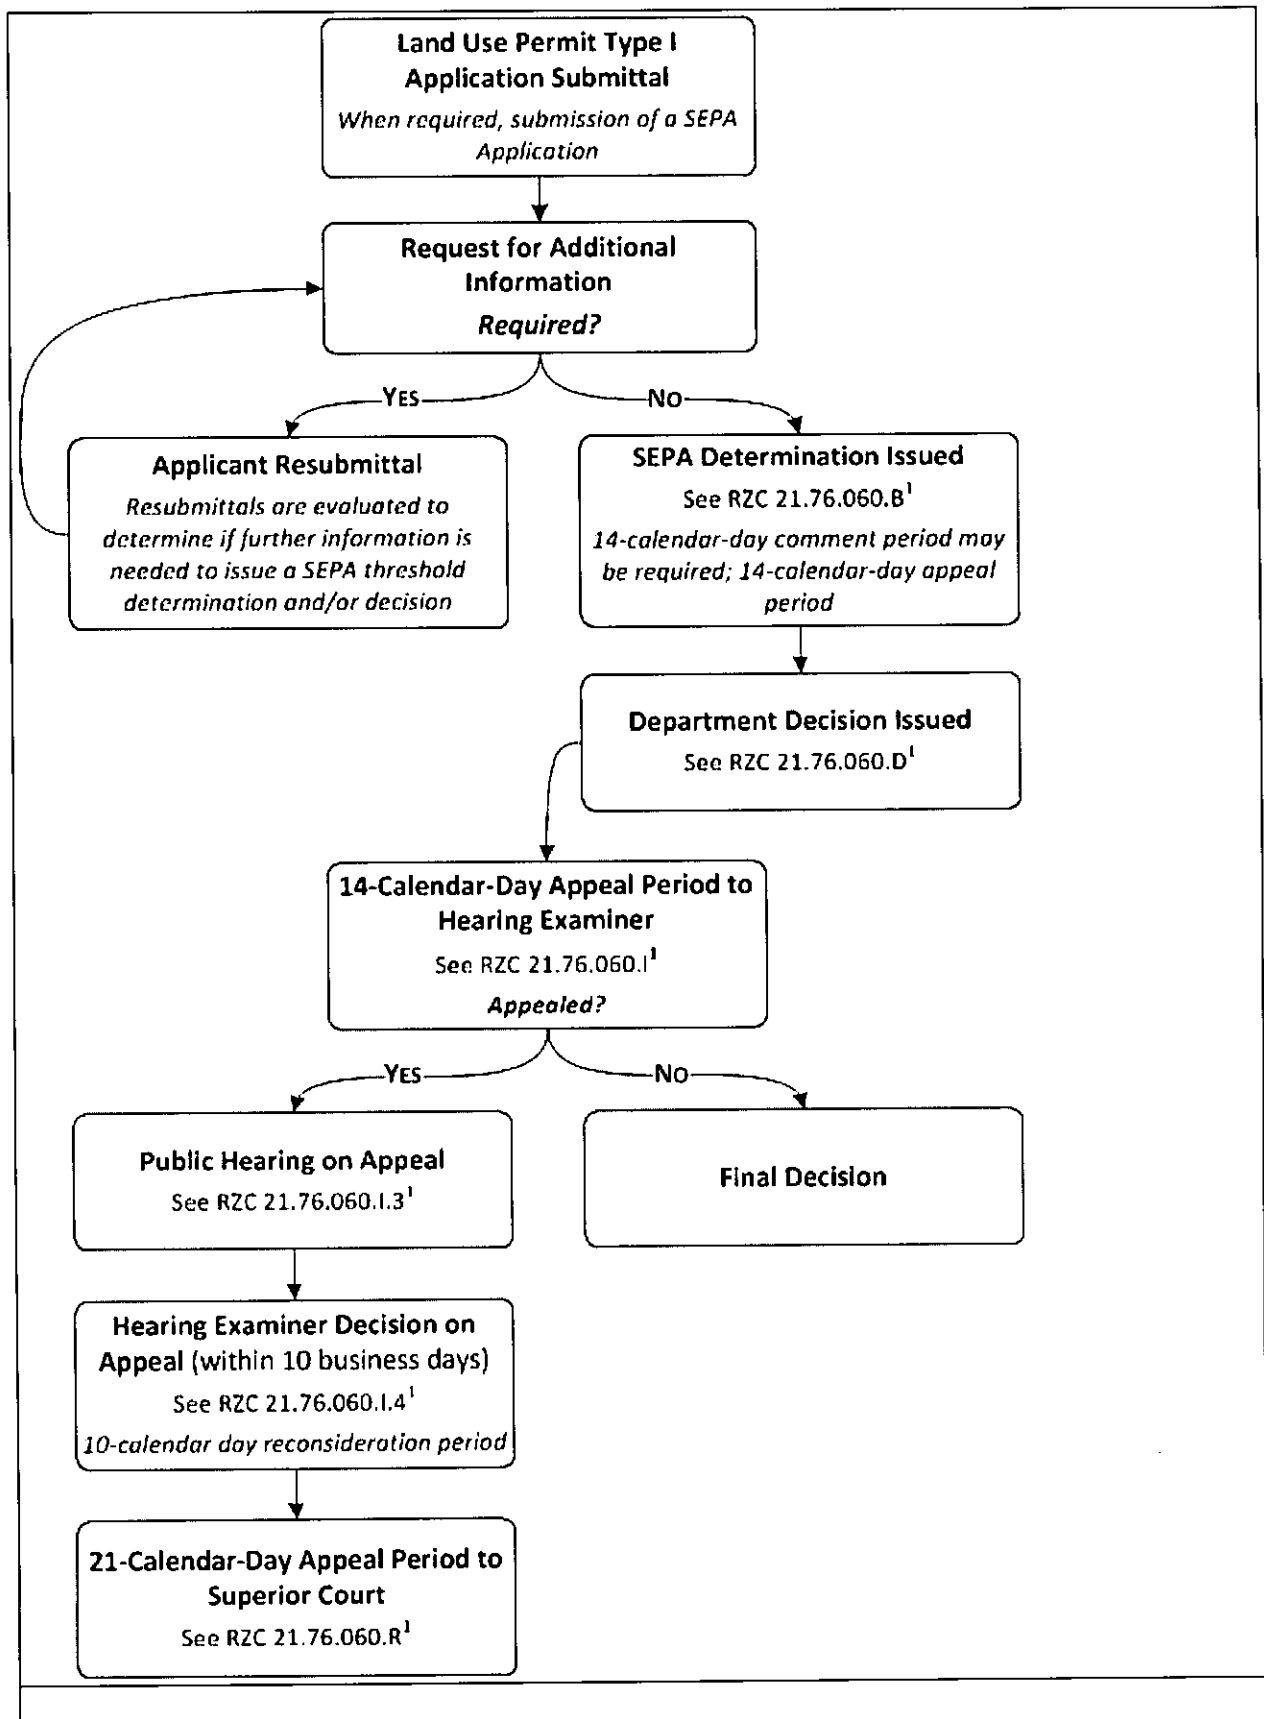 Land Use Permit Type I
Application Submittal
When required, submission of a SEPA
Application
Request for Additional
Information
Required?
YES
NO
Applicant Resubmittal
Resubmittals are evaluated to
determine if further information is
needed to issue a SEPA threshold
determination and/or decision
SEPA Determination Issued
See RZC 21.76.060.B¹
14-calendar-day comment period may
be required; 14-calendar-day appeal
period
Department Decision Issued
See RZC 21.76.060.D¹
14-Calendar-Day Appeal Period to
Hearing Examiner
See RZC 21.76.060.I¹
Appealed?
YES
NO
Public Hearing on Appeal
See RZC 21.76.060.I.3¹
Final Decision
Hearing Examiner Decision on
Appeal (within 10 business days)
See RZC 21.76.060.I.4¹
10-calendar day reconsideration period
21-Calendar-Day Appeal Period to
Superior Court
See RZC 21.76.060.R¹